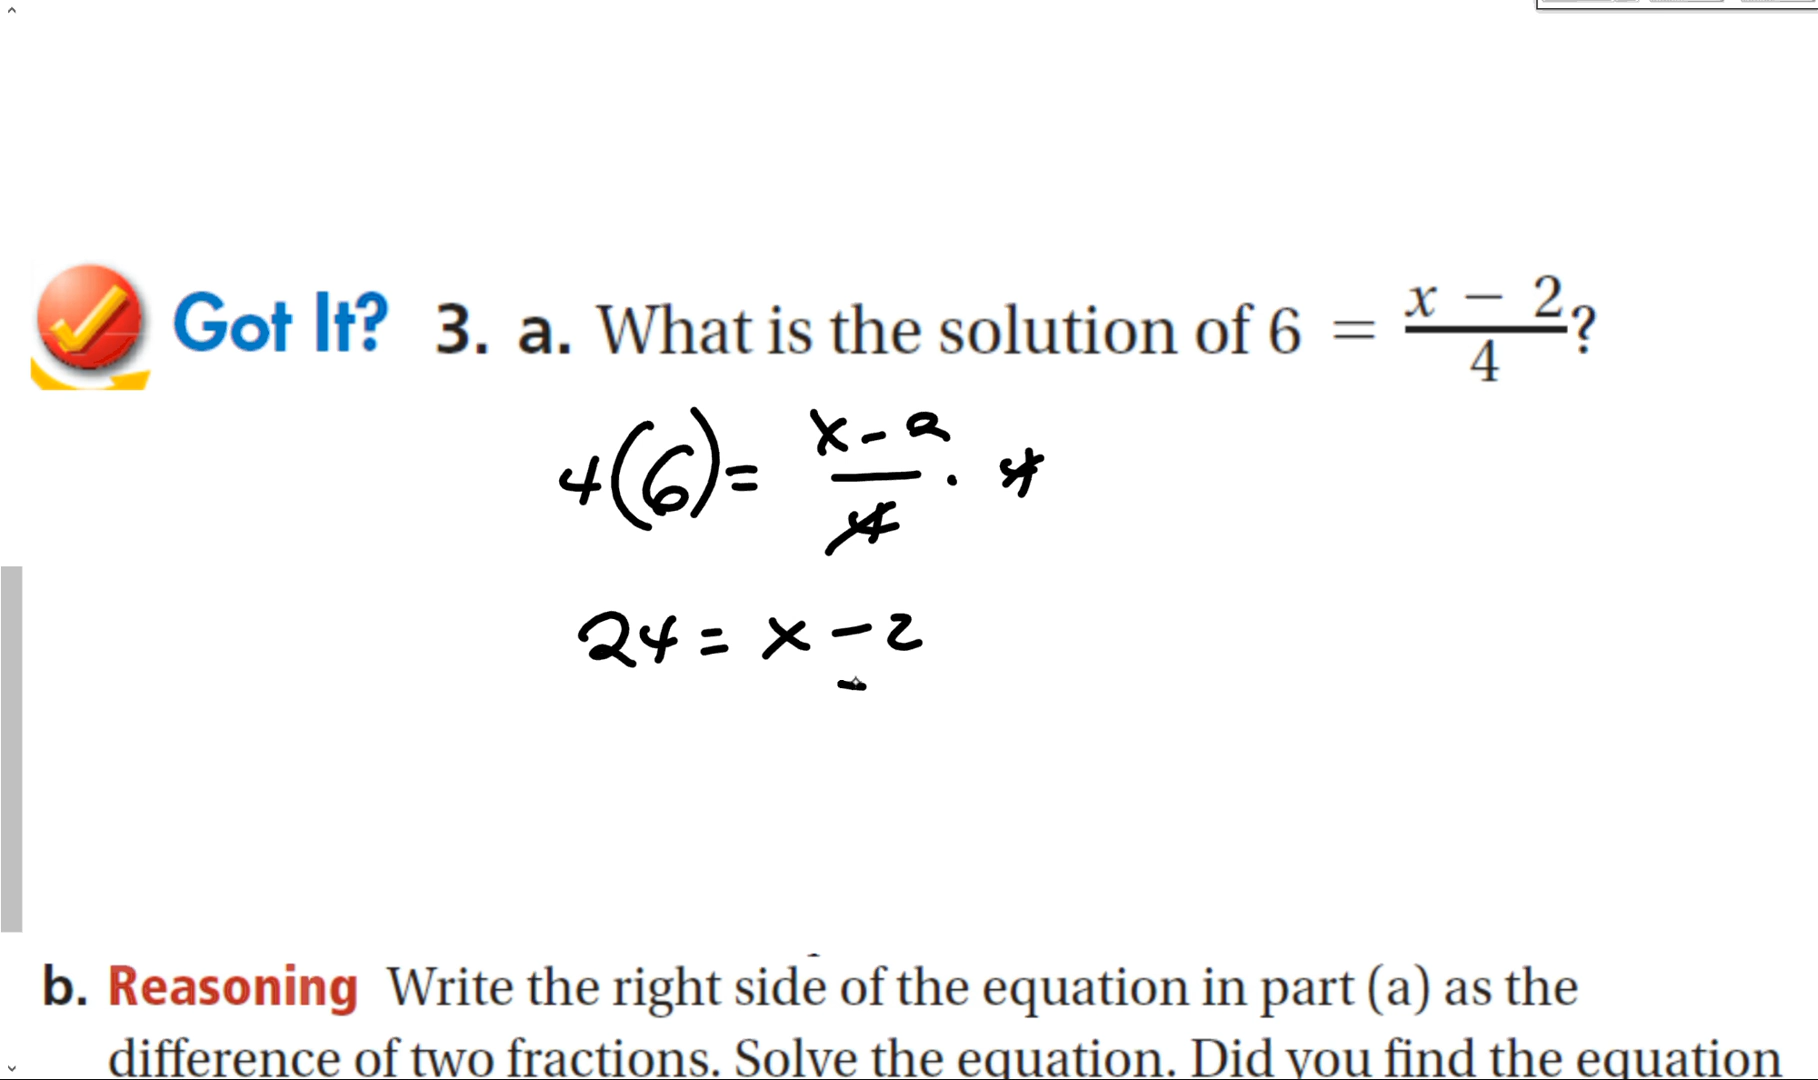 Got It? 3. a. What is the solution of 6 = \frac{x - 2}{4}?
4(6) = \frac{x - 2}{4} · 4
24 = x - 2
-
b. Reasoning Write the right side of the equation in part (a) as the
difference of two fractions. Solve the equation. Did you find the equation